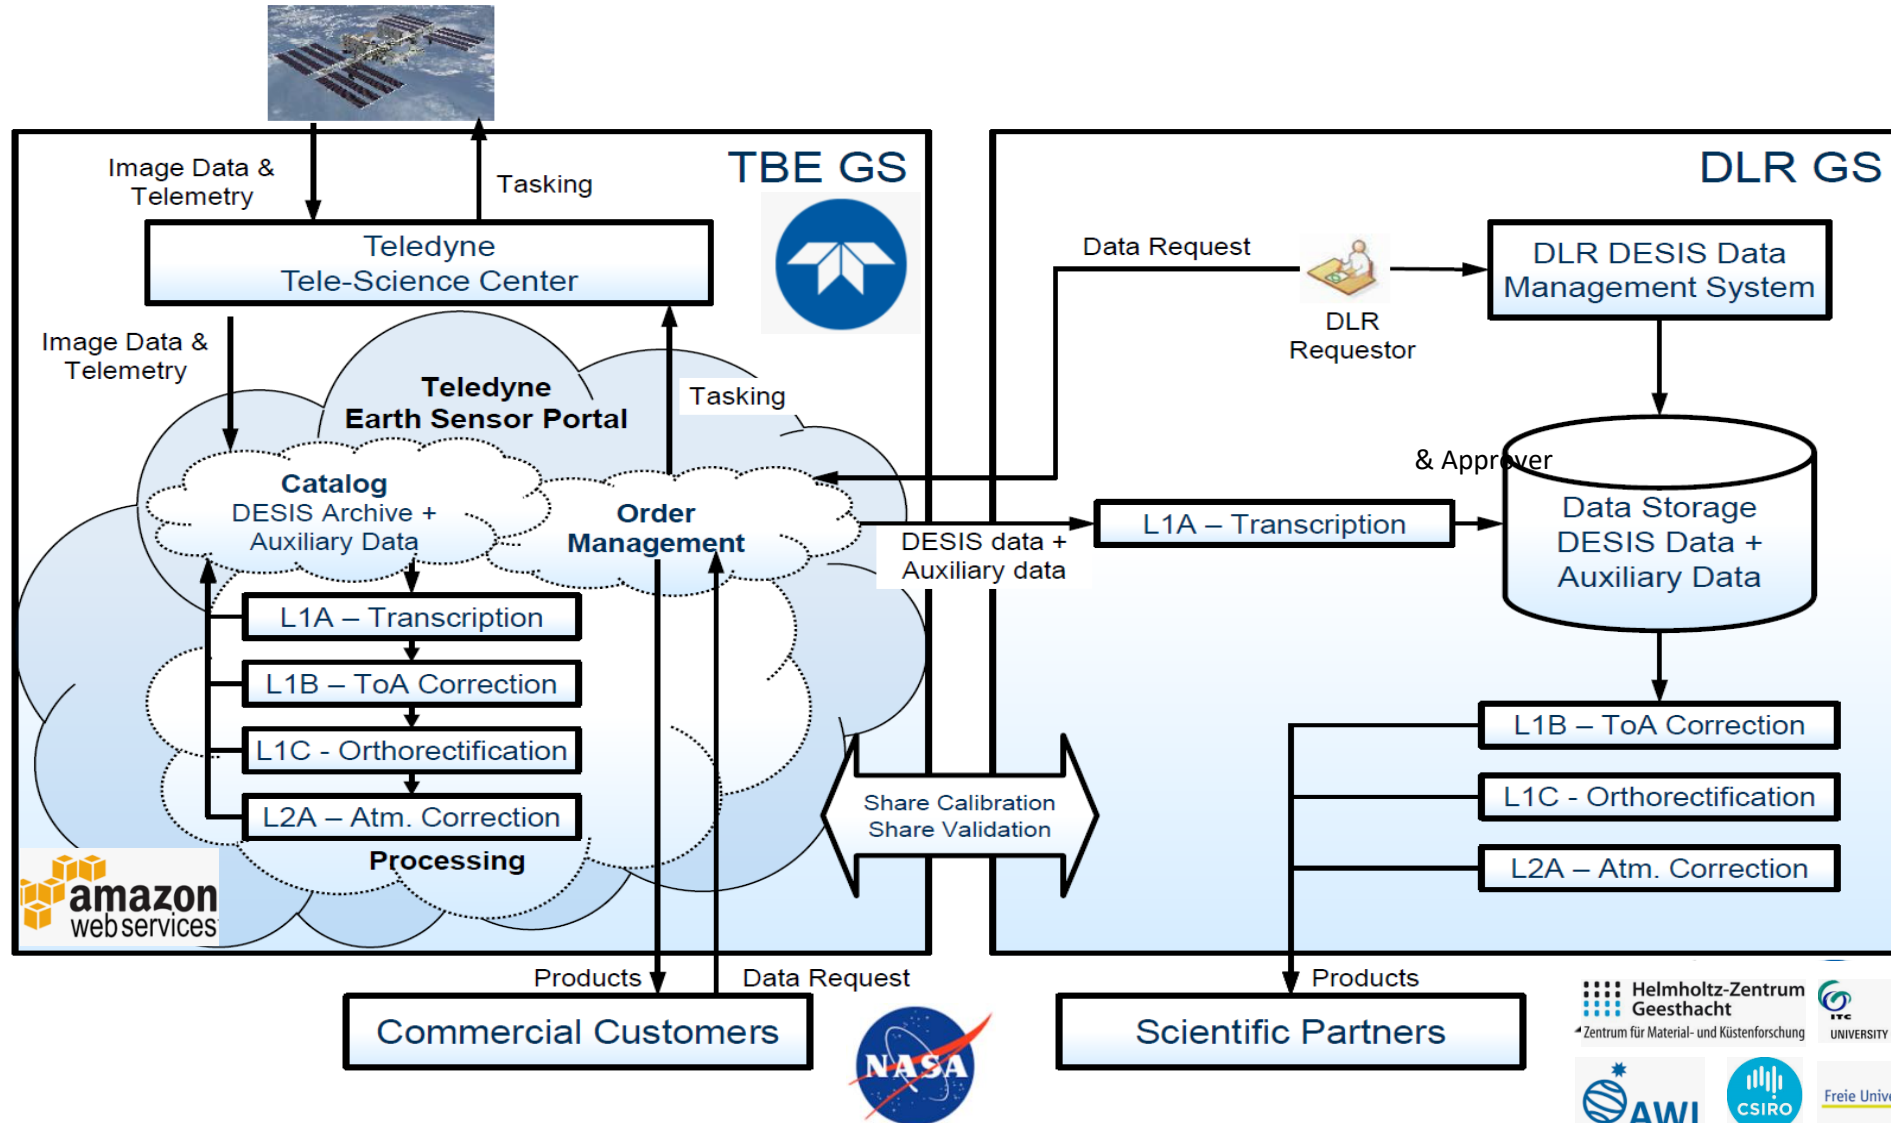 Image Data &
Telemetry
Tasking
TBE GS
Teledyne
Tele-Science Center
Image Data &
Telemetry
Teledyne
Earth Sensor Portal
Tasking
Catalog
DESIS Archive +
Auxiliary Data
Order
Management
L1A – Transcription
L1B – ToA Correction
L1C - Orthorectification
L2A – Atm. Correction
Processing
amazon
web services
DESIS data +
Auxiliary data
Share Calibration
Share Validation
Products
Data Request
Commercial Customers
NASA
DLR GS
Data Request
DLR
Requestor
& Approver
DLR DESIS Data
Management System
L1A – Transcription
Data Storage
DESIS Data +
Auxiliary Data
L1B – ToA Correction
L1C - Orthorectification
L2A – Atm. Correction
Products
Scientific Partners
Helmholtz-Zentrum
Geesthacht
Zentrum für Material- und Küstenforschung
ITC
UNIVERSITY
AWI
CSIRO
Freie